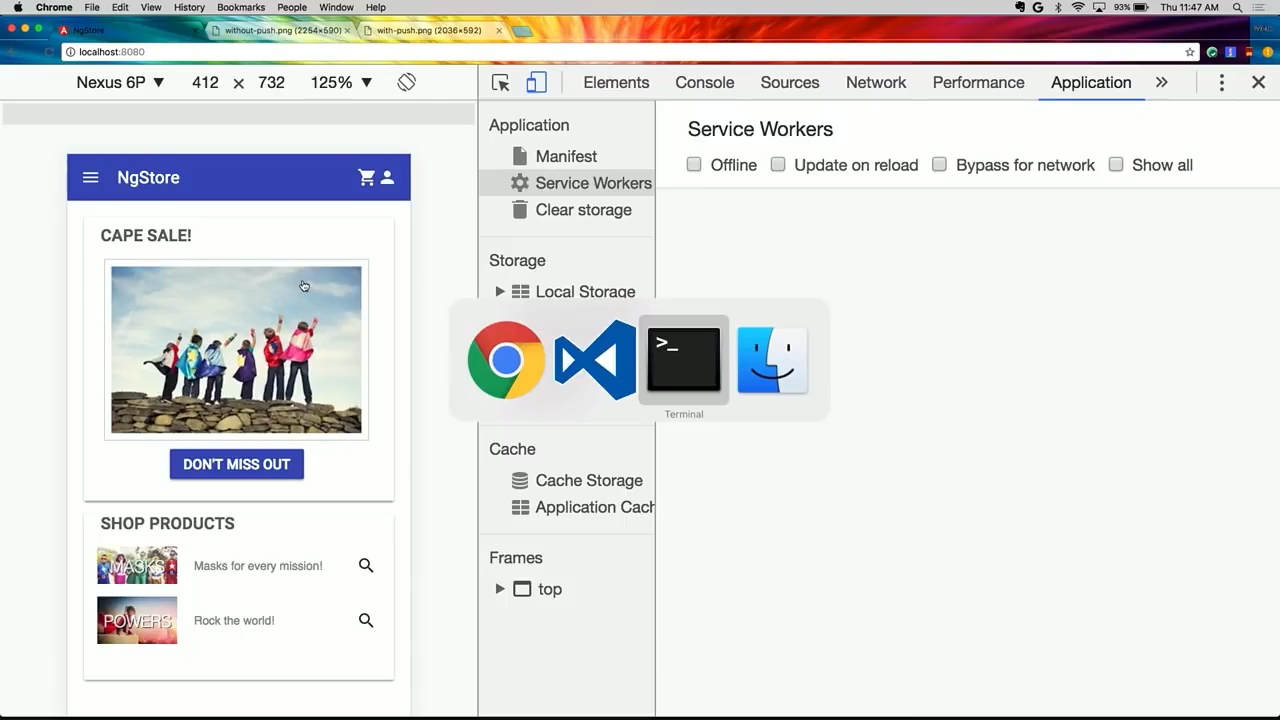 Chrome File Edit View History Bookmarks People Window Help 93% Thu 11:47 AM
NgStore without-push.png (2254×590) with-push.png (2036×592)
localhost:8080
Nexus 6P ▼ 412 × 732 125% ▼
Elements Console Sources Network Performance Application »
Application
Manifest
Service Workers
Clear storage
Storage
Local Storage
Cache
Cache Storage
Application Cach
Frames
top
Service Workers
Offline Update on reload Bypass for network Show all
NgStore
CAPE SALE!
DON'T MISS OUT
SHOP PRODUCTS
MASKS Masks for every mission!
POWERS Rock the world!
>_
Terminal